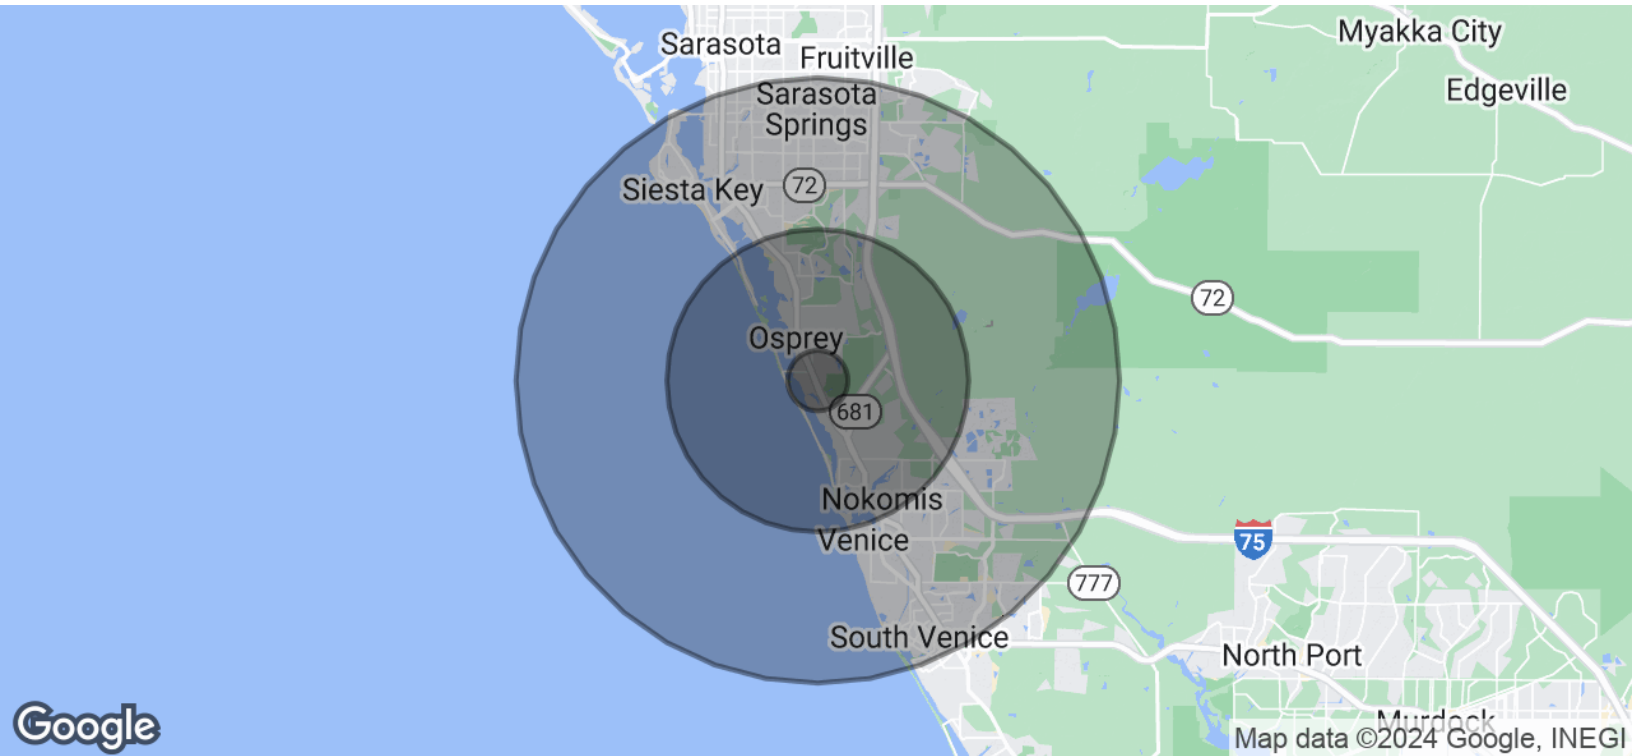 Myakka City
Sarasota
Fruitville
Edgeville
Sarasota
Springs
Siesta Key
72
72
Osprey
681
Nokomis
Venice
75
777
South Venice
North Port
Murdock
Google
Map data ©2024 Google, INEGI